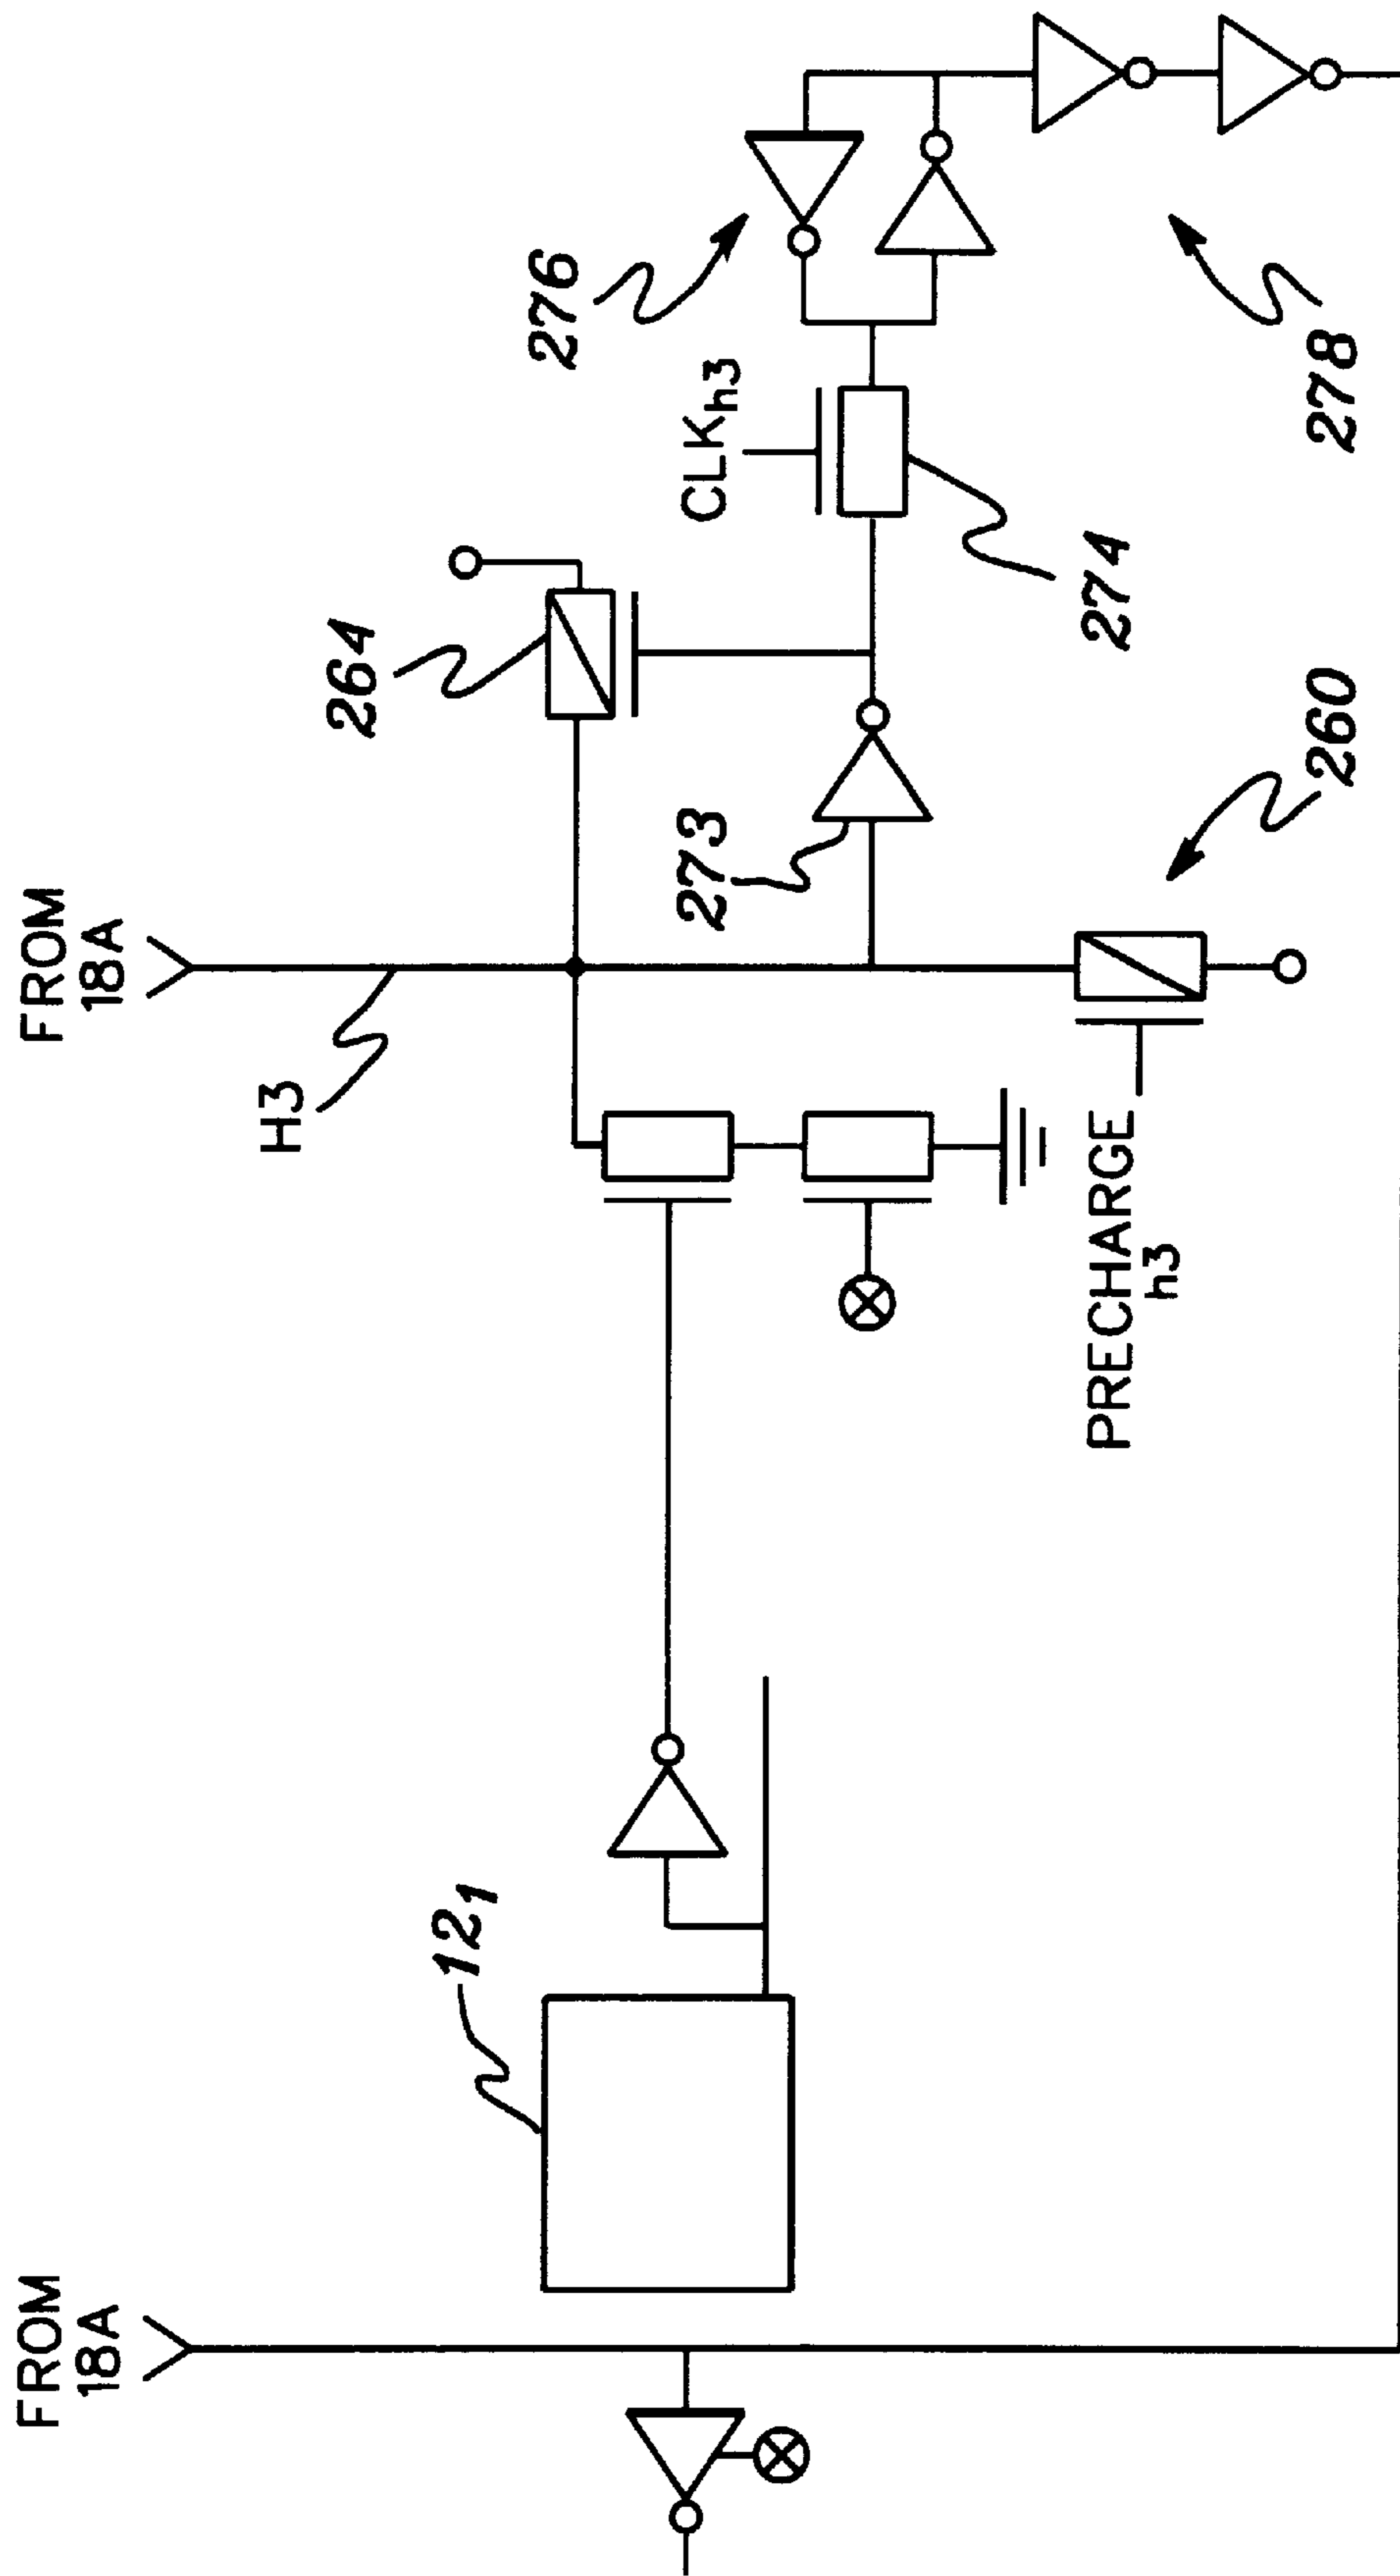 FROM
18A
FROM
18A
12₁
H3
264
276
CLKh3
273
274
278
260
PRECHARGE
h3